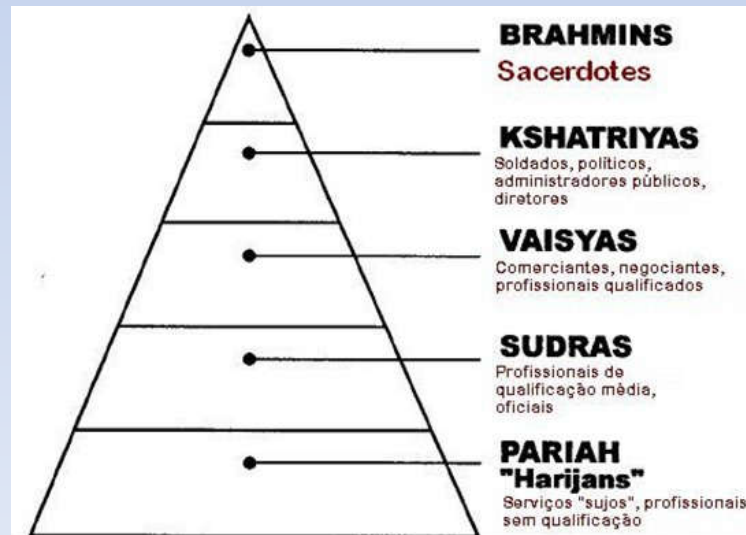 BRAHMINS
Sacerdotes
KSHATRIYAS
Soldados, políticos,
administradores públicos,
diretores
VAISYAS
Comerciantes, negociantes,
profissionais qualificados
SUDRAS
Profissionais de
qualificação média,
oficiais
PARIAH
"Harijans"
Serviços "sujos", profissionais
sem qualificação